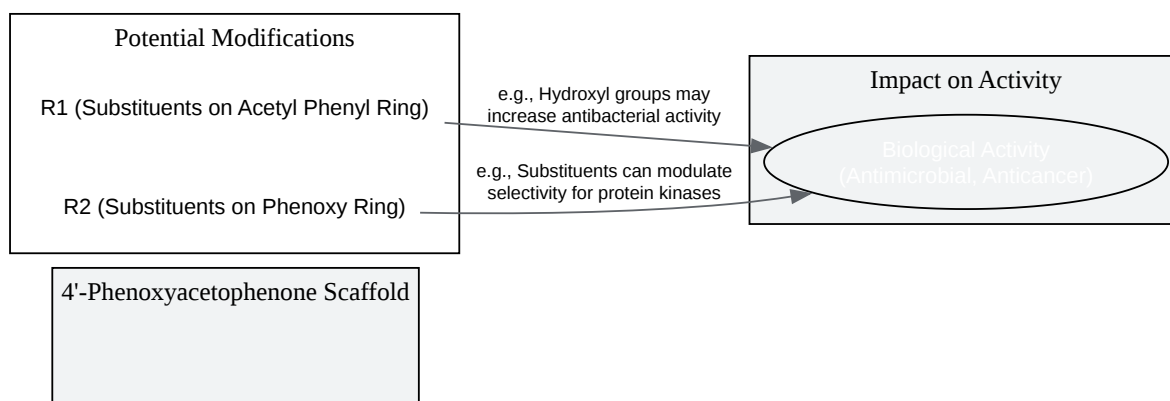 Potential Modifications
R1 (Substituents on Acetyl Phenyl Ring)
R2 (Substituents on Phenoxy Ring)
e.g., Hydroxyl groups may
increase antibacterial activity
e.g., Substituents can modulate
selectivity for protein kinases
Impact on Activity
Biological Activity
(Antimicrobial, Anticancer)
4'-Phenoxyacetophenone Scaffold